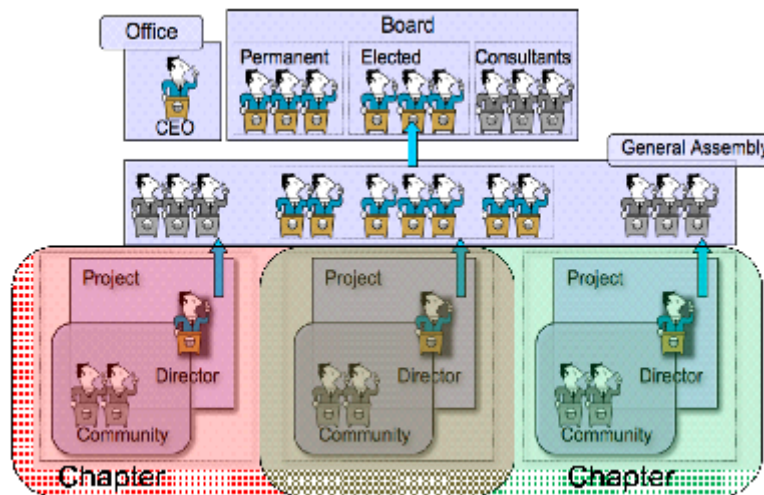 Office
Board
Permanent
Elected
Consultants
CEO
General Assembly
Project
Project
Project
Director
Director
Director
Community
Community
Community
Chapter
Chapter